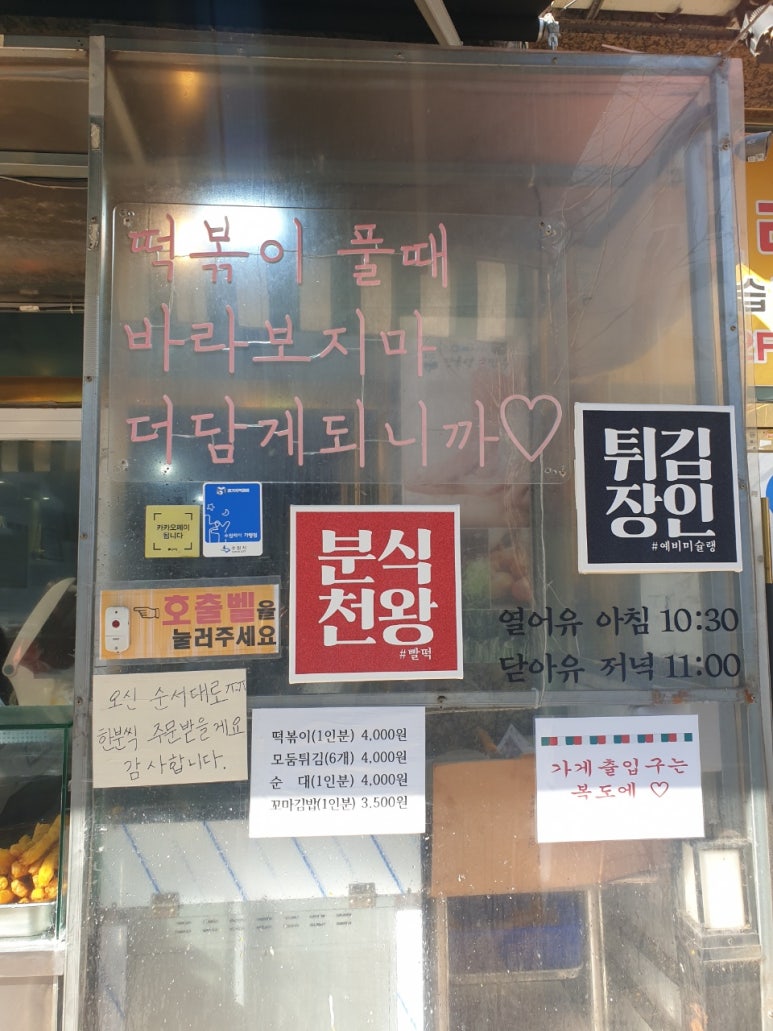 떡볶이 풀때
바라보지마
더담게되니까♡
튀김
장인
#예비미슐랭
카카오페이
됩니다
분식
천왕
#빨떡
호출벨을
눌러주세요
열어유 아침 10:30
닫아유 저녁 11:00
오신 순서대로
한분씩 주문받을게요
감사합니다.
떡볶이(1인분) 4,000원
모둠튀김(6개) 4,000원
순 대(1인분) 4,000원
꼬마김밥(1인분) 3.500원
가게 출입구는
복도에 ♡